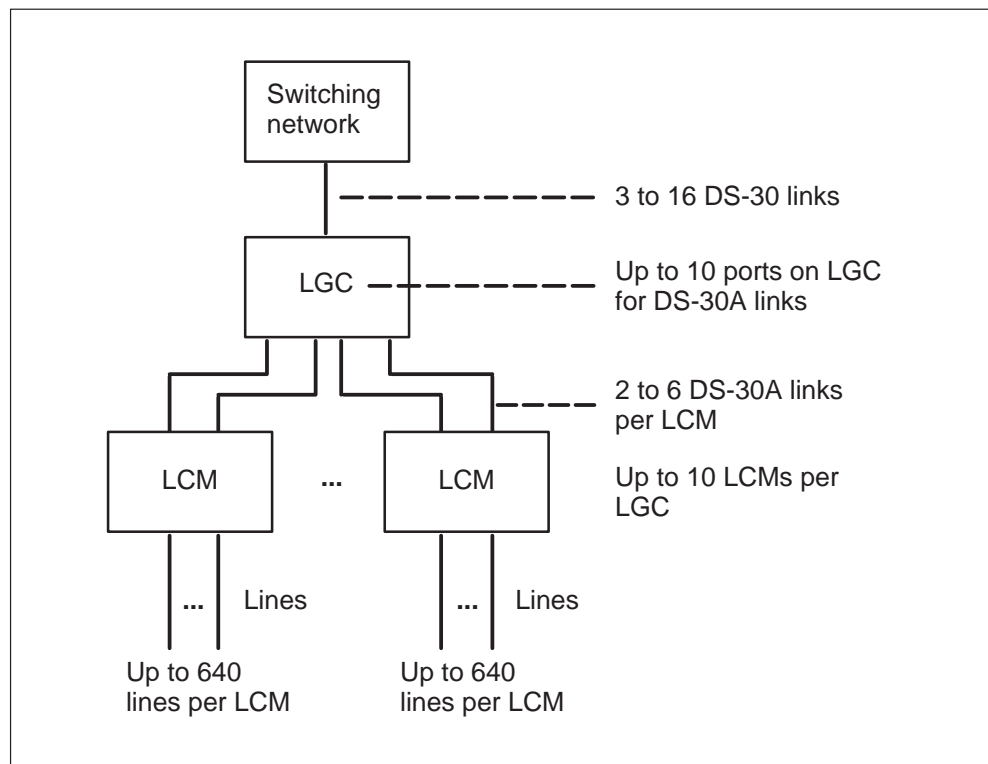 Switching
network
3 to 16 DS-30 links
LGC
Up to 10 ports on LGC
for DS-30A links
2 to 6 DS-30A links
per LCM
LCM
...
LCM
Up to 10 LCMs per
LGC
... Lines
... Lines
Up to 640
lines per LCM
Up to 640
lines per LCM